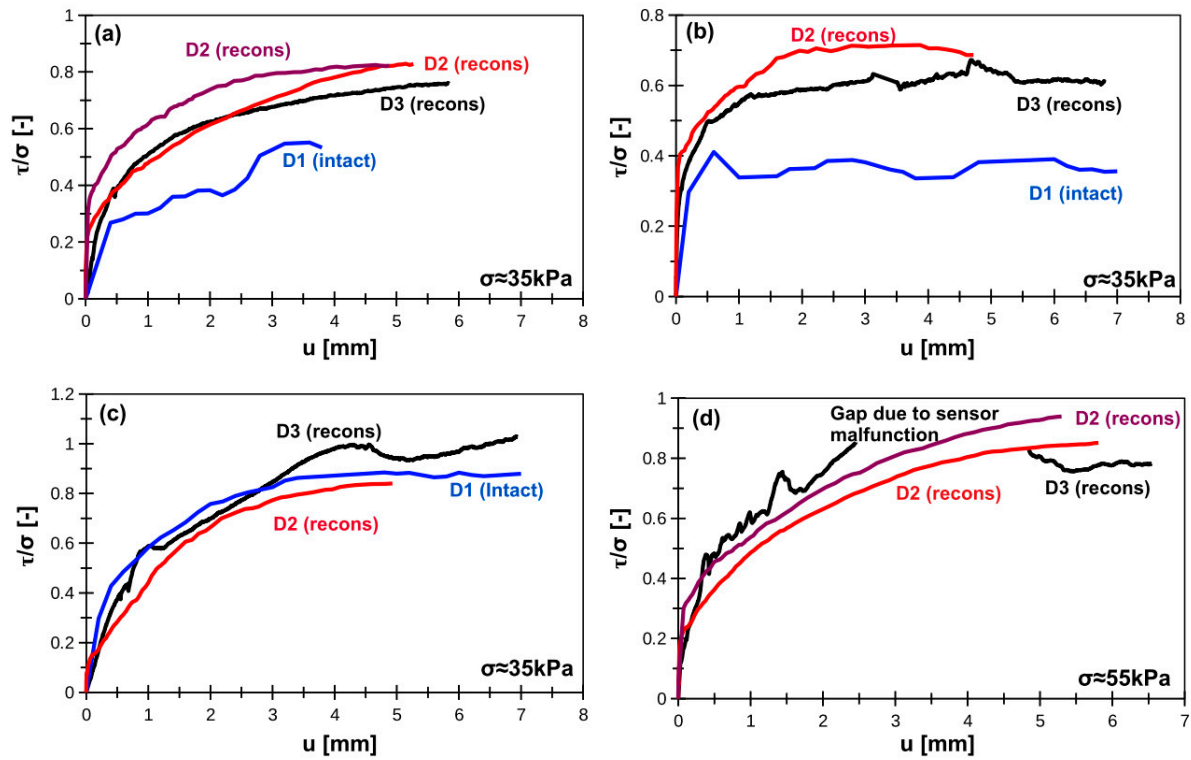 (a)
D2 (recons)
D2 (recons)
D3 (recons)
D1 (intact)
σ≈35kPa
τ/σ [-]
1
0.8
0.6
0.4
0.2
0
0 1 2 3 4 5 6 7 8
u [mm]
(b)
D2 (recons)
D3 (recons)
D1 (intact)
σ≈35kPa
τ/σ [-]
0.8
0.6
0.4
0.2
0
0 1 2 3 4 5 6 7 8
u [mm]
(c)
D3 (recons)
D1 (Intact)
D2 (recons)
σ≈35kPa
τ/σ [-]
1.2
1
0.8
0.6
0.4
0.2
0
0 1 2 3 4 5 6 7 8
u [mm]
(d)
Gap due to sensor
malfunction
D2 (recons)
D2 (recons)
D3 (recons)
σ≈55kPa
τ/σ [-]
1
0.8
0.6
0.4
0.2
0
0 1 2 3 4 5 6 7
u [mm]